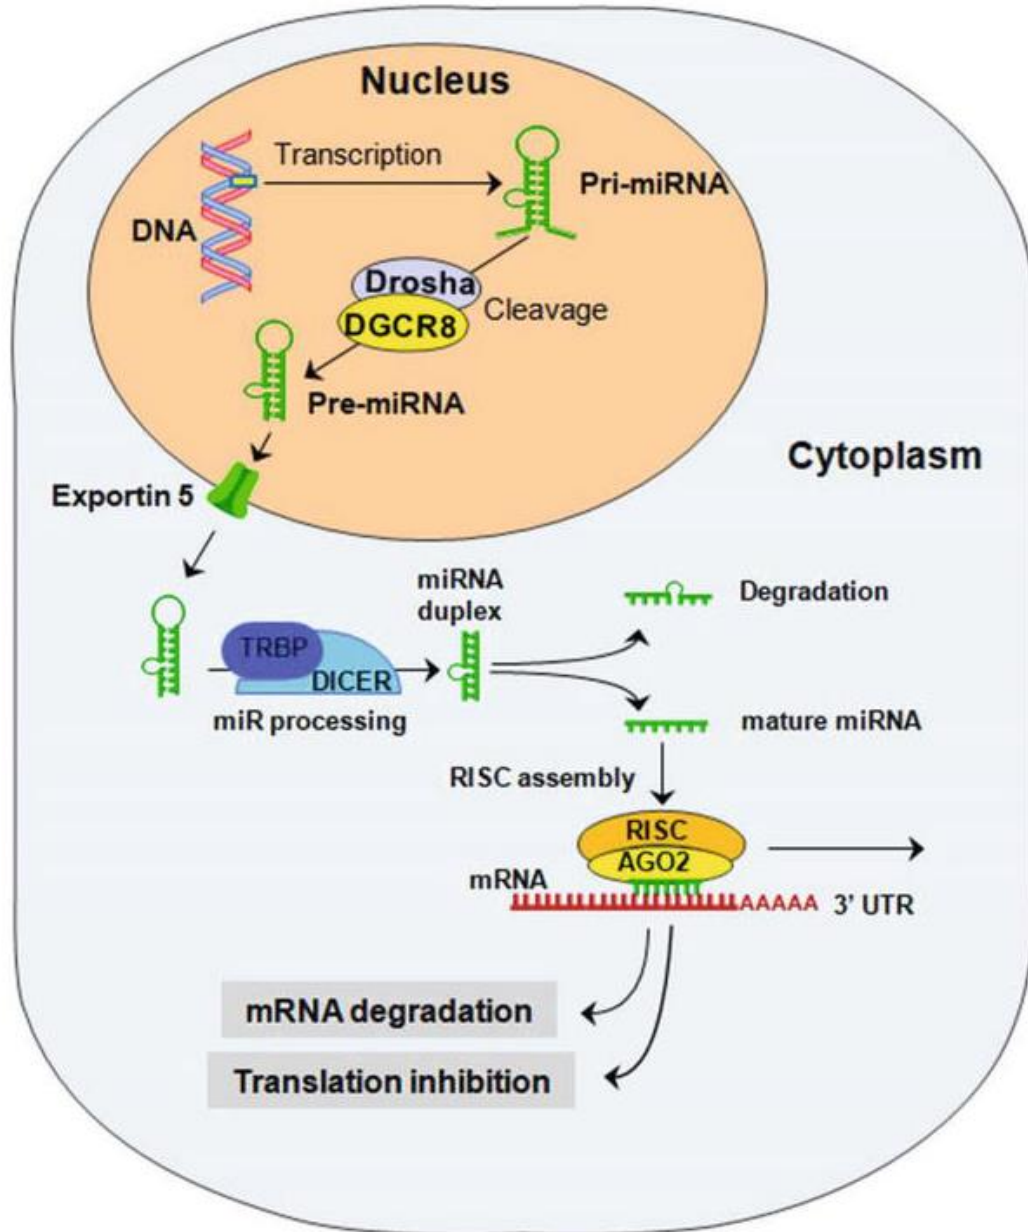 Nucleus
Transcription
Pri-miRNA
DNA
Drosha
DGCR8
Cleavage
Pre-miRNA
Cytoplasm
Exportin 5
miRNA
duplex
Degradation
TRBP
DICER
miR processing
mature miRNA
RISC assembly
RISC
AGO2
mRNA
AAAAA 3' UTR
mRNA degradation
Translation inhibition